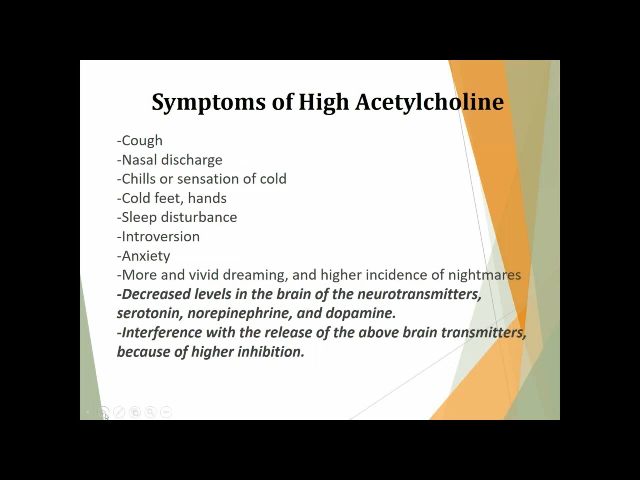 Symptoms of High Acetylcholine
-Cough
-Nasal discharge
-Chills or sensation of cold
-Cold feet, hands
-Sleep disturbance
-Introversion
-Anxiety
-More and vivid dreaming, and higher incidence of nightmares
-Decreased levels in the brain of the neurotransmitters,
serotonin, norepinephrine, and dopamine.
-Interference with the release of the above brain transmitters,
because of higher inhibition.